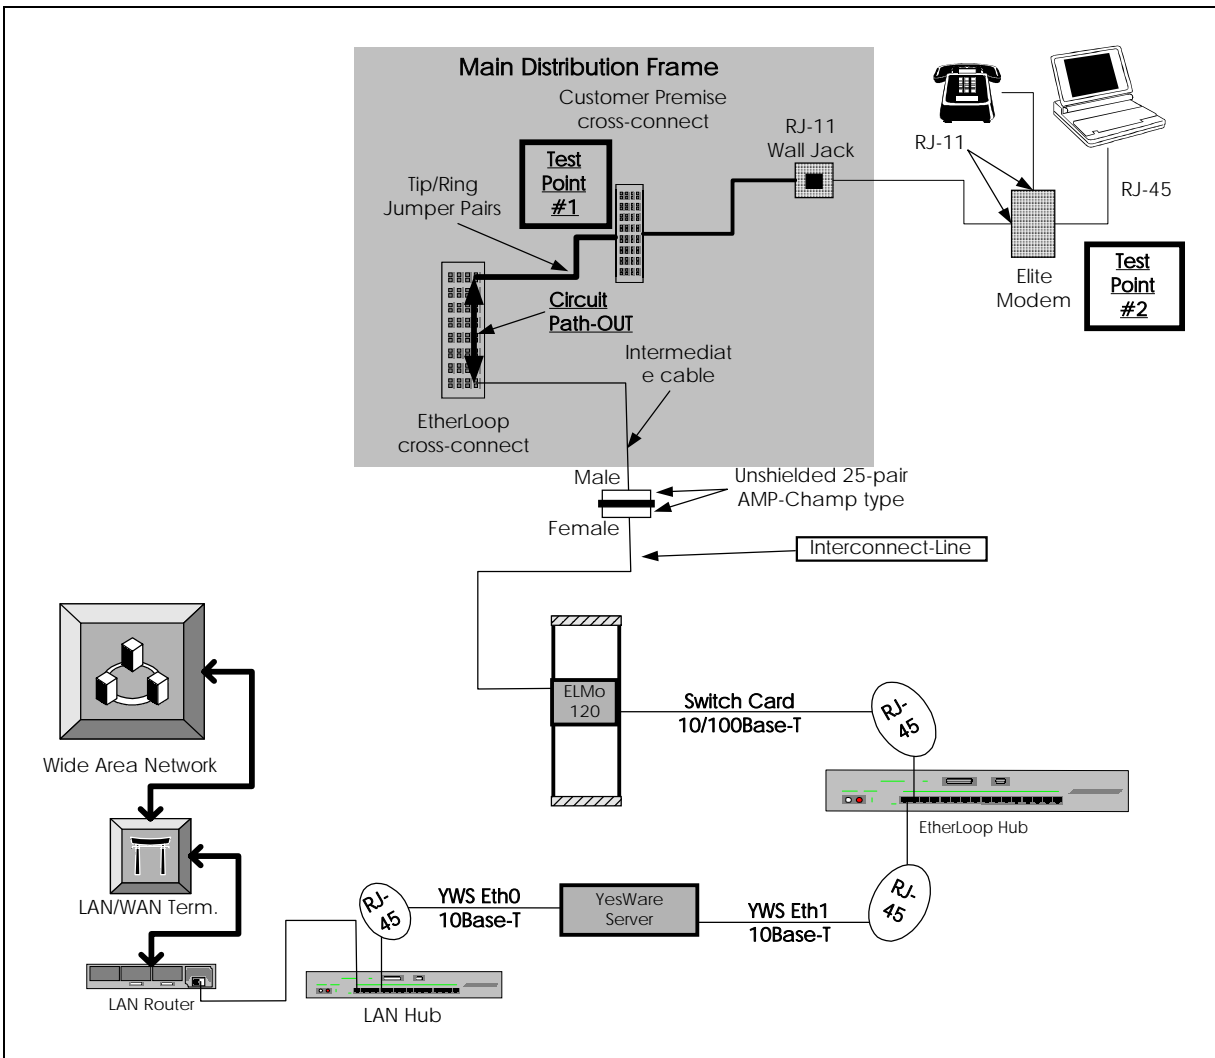 Main Distribution Frame
Customer Premise
cross-connect
RJ-11
Wall Jack
RJ-11
RJ-45
Test
Point
#1
Tip/Ring
Jumper Pairs
Elite
Modem
Test
Point
#2
Circuit
Path-OUT
Intermediat
e cable
EtherLoop
cross-connect
Male
Unshielded 25-pair
AMP-Champ type
Female
Interconnect-Line
ELMo
120
Switch Card
10/100Base-T
RJ-
45
Wide Area Network
EtherLoop Hub
LAN/WAN Term.
RJ-
45
YWS Eth0
10Base-T
YesWare
Server
YWS Eth1
10Base-T
RJ-
45
LAN Router
LAN Hub